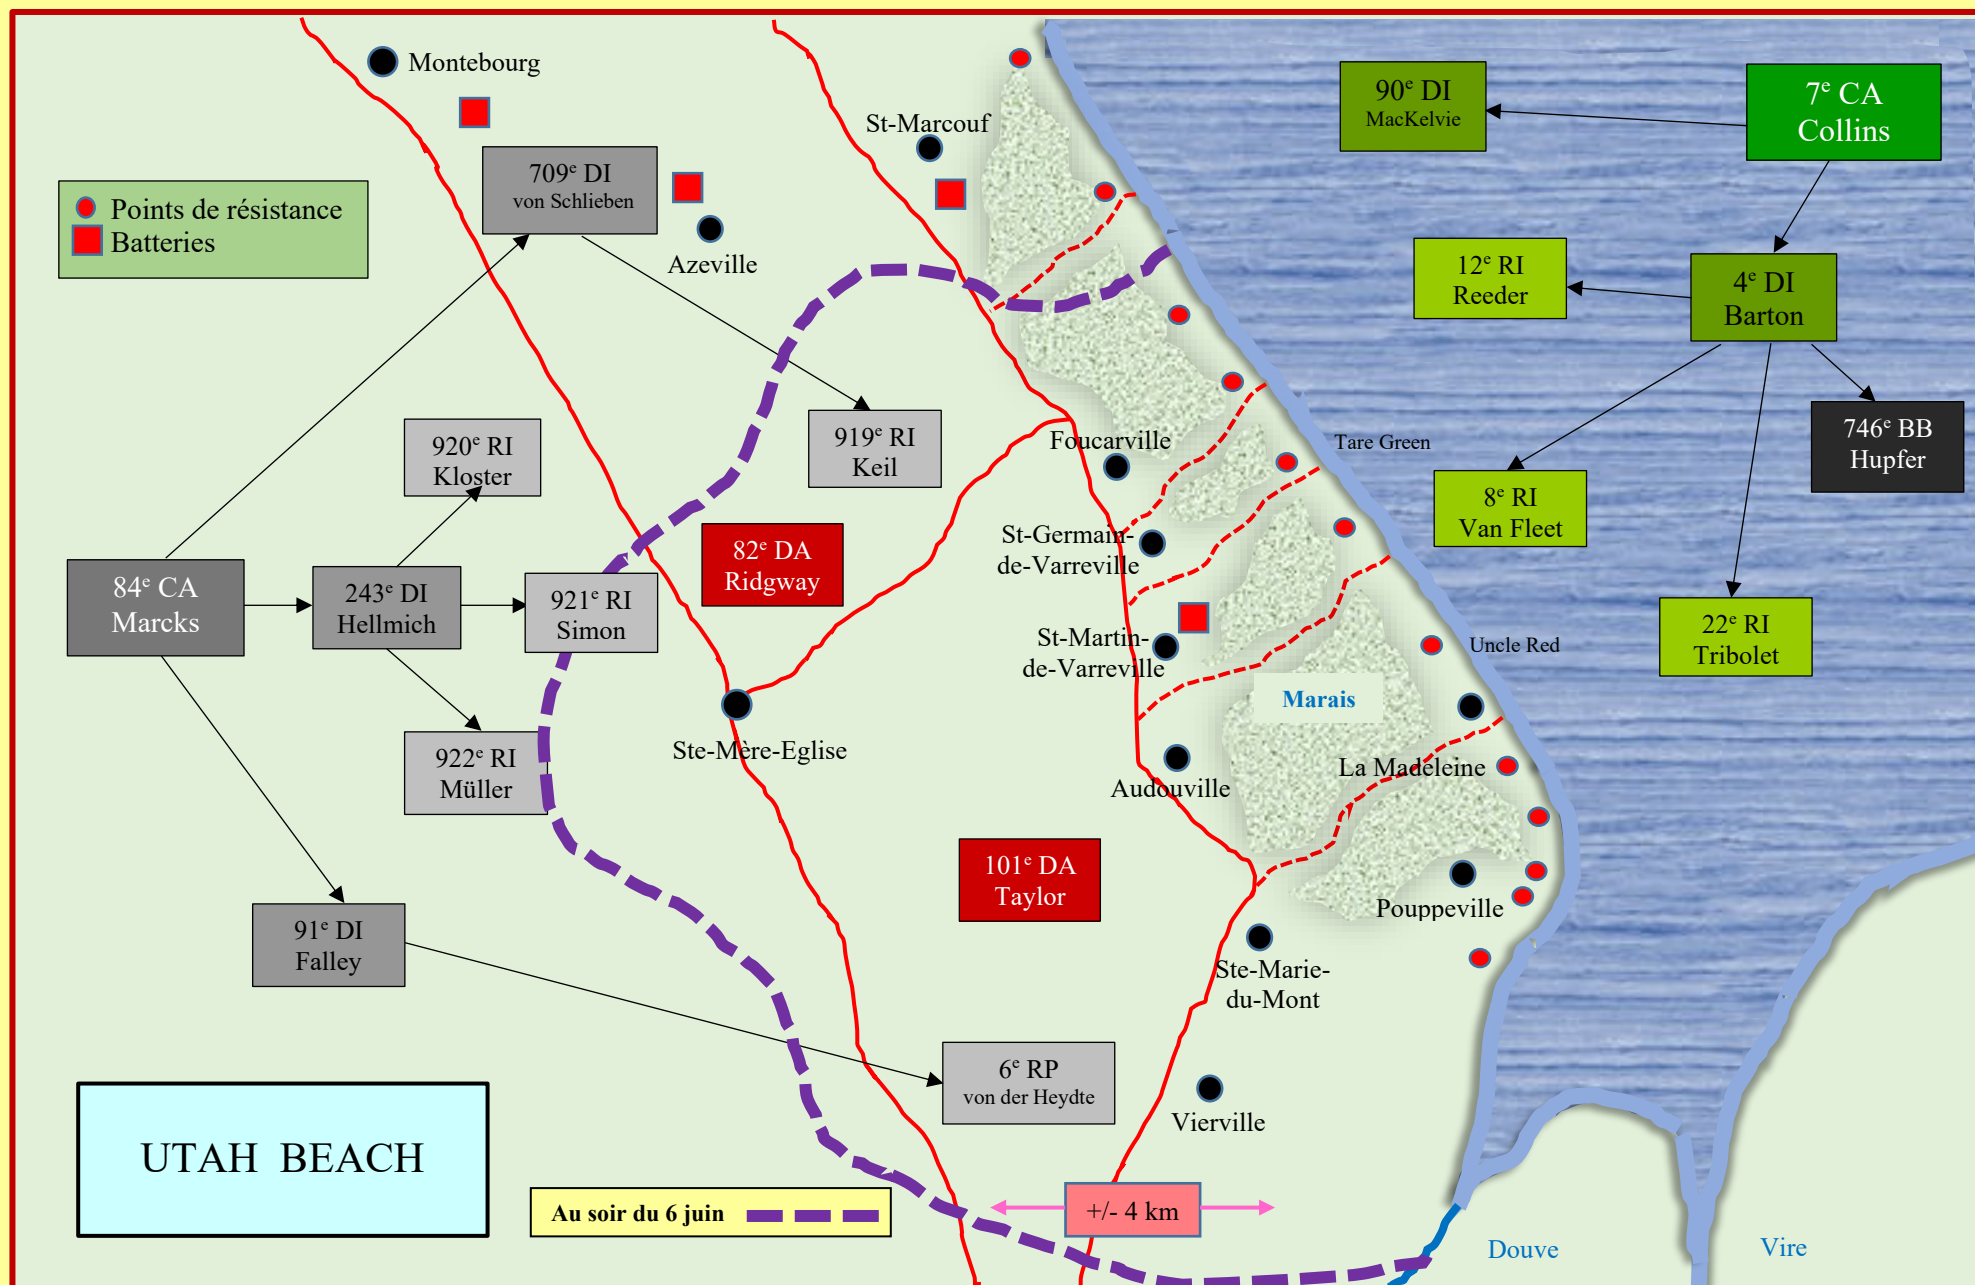 Montebourg
St-Marcouf
90e DI
MacKelvie
7e CA
Collins
709e DI
von Schlieben
Points de résistance
Batteries
Azeville
12e RI
Reeder
4e DI
Barton
920e RI
Kloster
919e RI
Keil
Foucarville
Tare Green
746e BB
Hupfer
8e RI
Van Fleet
82e DA
Ridgway
St-Germain-
de-Varreville
84e CA
Marcks
243e DI
Hellmich
921e RI
Simon
St-Martin-
de-Varreville
Uncle Red
22e RI
Tribolet
Marais
922e RI
Müller
Ste-Mère-Eglise
Audouville
La Madeleine
101e DA
Taylor
Pouppeville
91e DI
Falley
Ste-Marie-
du-Mont
6e RP
von der Heydte
Vierville
UTAH BEACH
Au soir du 6 juin
+/- 4 km
Douve
Vire